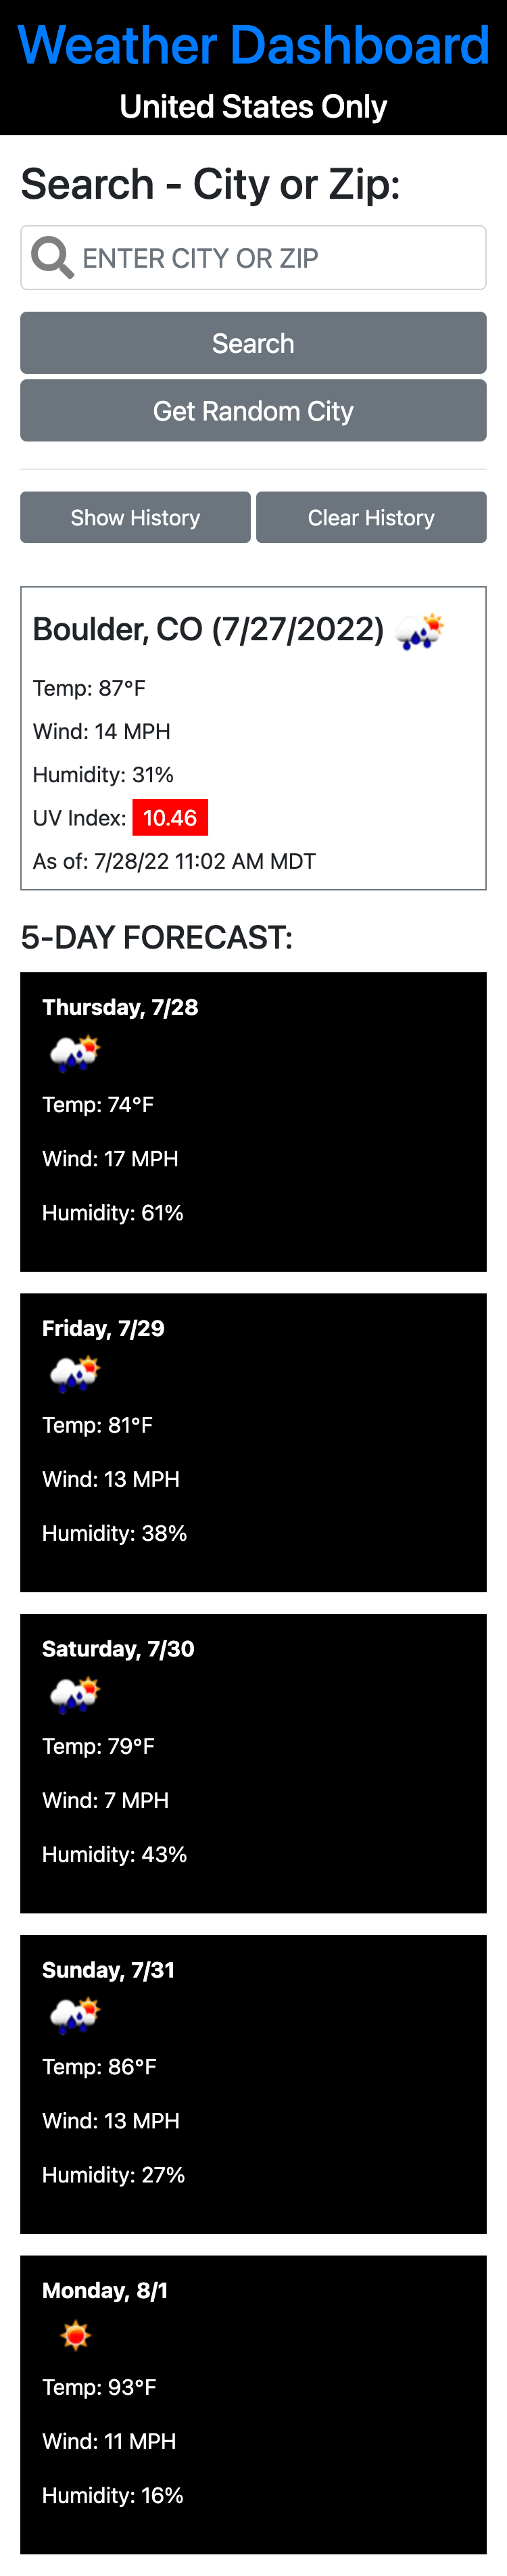 Weather Dashboard
United States Only
Search - City or Zip:
ENTER CITY OR ZIP
Search
Get Random City
Show History
Clear History
Boulder, CO (7/27/2022)
Temp: 87°F
Wind: 14 MPH
Humidity: 31%
UV Index: 10.46
As of: 7/28/22 11:02 AM MDT
5-DAY FORECAST:
Thursday, 7/28
Temp: 74°F
Wind: 17 MPH
Humidity: 61%
Friday, 7/29
Temp: 81°F
Wind: 13 MPH
Humidity: 38%
Saturday, 7/30
Temp: 79°F
Wind: 7 MPH
Humidity: 43%
Sunday, 7/31
Temp: 86°F
Wind: 13 MPH
Humidity: 27%
Monday, 8/1
Temp: 93°F
Wind: 11 MPH
Humidity: 16%